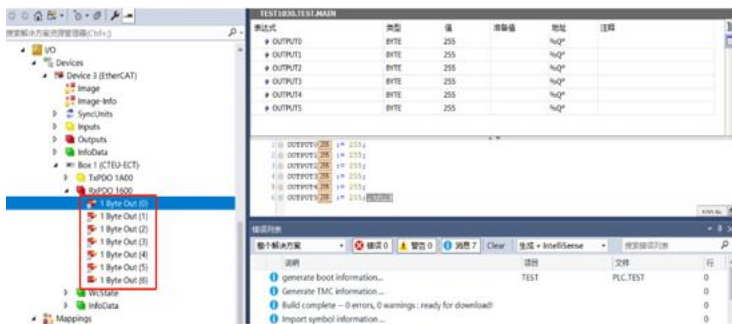 TEST1030.TEST.MAIN
搜索解决方案资源管理器(Ctrl+;)
表达式 类型 值 准备值 地址 注释
OUTPUT0 BYTE 255 %Q*
OUTPUT1 BYTE 255 %Q*
OUTPUT2 BYTE 255 %Q*
OUTPUT3 BYTE 255 %Q*
OUTPUT4 BYTE 255 %Q*
OUTPUT5 BYTE 255 %Q*
I/O
Devices
Device 3 (EtherCAT)
Image
Image-Info
SyncUnits
Inputs
Outputs
InfoData
Box 1 (CTEU-ECT)
TxPDO 1A00
RxPDO 1600
1 Byte Out (0)
1 Byte Out (1)
1 Byte Out (2)
1 Byte Out (3)
1 Byte Out (4)
1 Byte Out (5)
1 Byte Out (6)
WcState
InfoData
Mappings
1 OUTPUT0 255 := 255;
2 OUTPUT1 255 := 255;
3 OUTPUT2 255 := 255;
4 OUTPUT3 255 := 255;
5 OUTPUT4 255 := 255;
6 OUTPUT5 255 := 255; RETURN
100 %
错误列表
整个解决方案 错误 0 警告 0 消息 7 Clear 生成 + IntelliSense 搜索错误列表
说明 项目 文件 行
generate boot information... TEST PLC.TEST 0
Generate TMC information ... 0
Build complete -- 0 errors, 0 warnings : ready for download! 0
Import symbol information ... 0